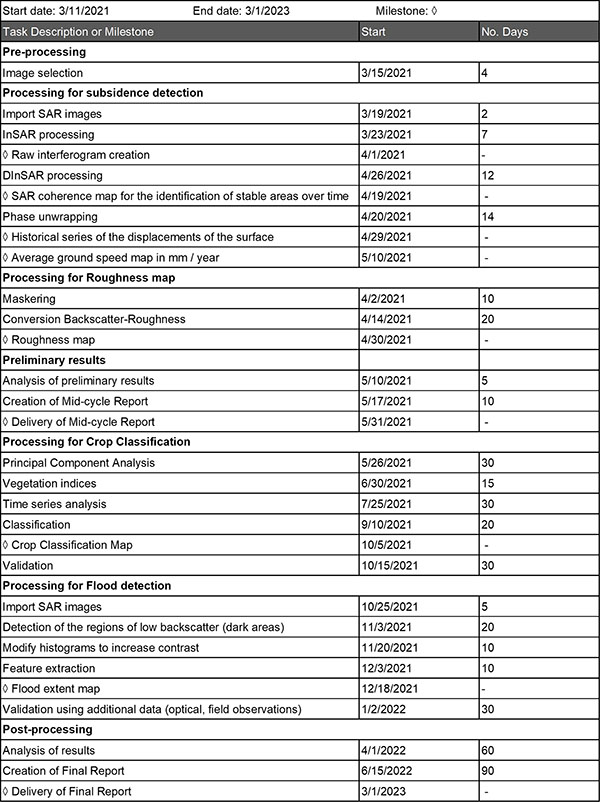 Start date: 3/11/2021 End date: 3/1/2023 Milestone: ◊
Task Description or Milestone Start No. Days
Pre-processing
Image selection 3/15/2021 4
Processing for subsidence detection
Import SAR images 3/19/2021 2
InSAR processing 3/23/2021 7
◊ Raw interferogram creation 4/1/2021 -
DInSAR processing 4/26/2021 12
◊ SAR coherence map for the identification of stable areas over time 4/19/2021 -
Phase unwrapping 4/20/2021 14
◊ Historical series of the displacements of the surface 4/29/2021 -
◊ Average ground speed map in mm / year 5/10/2021 -
Processing for Roughness map
Maskering 4/2/2021 10
Conversion Backscatter-Roughness 4/14/2021 20
◊ Roughness map 4/30/2021 -
Preliminary results
Analysis of preliminary results 5/10/2021 5
Creation of Mid-cycle Report 5/17/2021 10
◊ Delivery of Mid-cycle Report 5/31/2021 -
Processing for Crop Classification
Principal Component Analysis 5/26/2021 30
Vegetation indices 6/30/2021 15
Time series analysis 7/25/2021 30
Classification 9/10/2021 20
◊ Crop Classification Map 10/5/2021 -
Validation 10/15/2021 30
Processing for Flood detection
Import SAR images 10/25/2021 5
Detection of the regions of low backscatter (dark areas) 11/3/2021 20
Modify histograms to increase contrast 11/20/2021 10
Feature extraction 12/3/2021 10
◊ Flood extent map 12/18/2021 -
Validation using additional data (optical, field observations) 1/2/2022 30
Post-processing
Analysis of results 4/1/2022 60
Creation of Final Report 6/15/2022 90
◊ Delivery of Final Report 3/1/2023 -